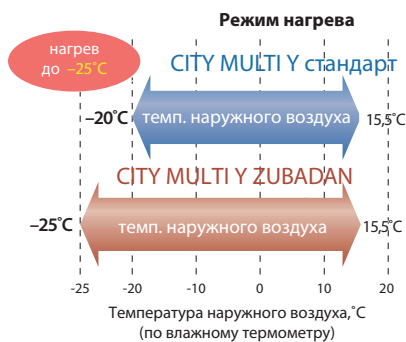 Режим нагрева
нагрев
до –25˚C
CITY MULTI Y стандарт
–20˚C темп. наружного воздуха 15,5˚C
CITY MULTI Y ZUBADAN
–25˚C темп. наружного воздуха 15,5˚C
-25 -20 -10 0 10 20
Температура наружного воздуха,˚C
(по влажному термометру)